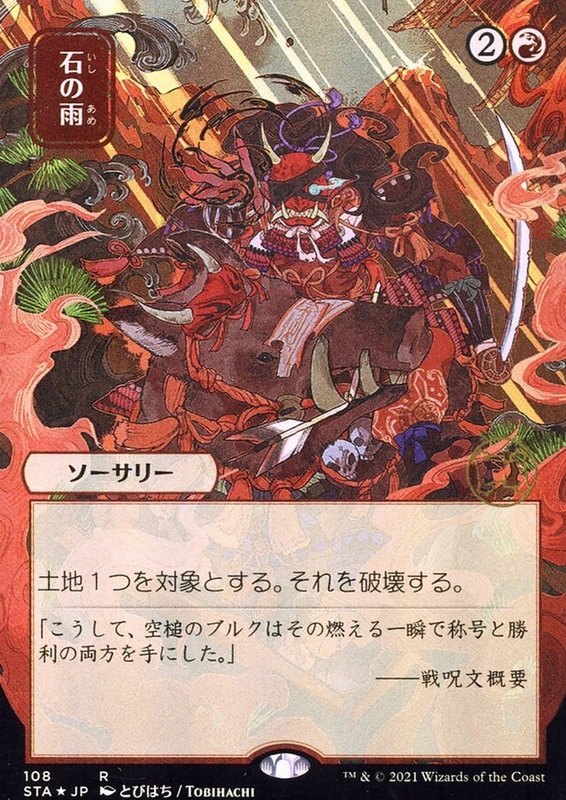 石の雨
いし あめ
2
ソーサリー
土地1つを対象とする。それを破壊する。
「こうして、空槌のブルクはその燃える一瞬で称号と勝
利の両方を手にした。」
——戦呪文概要
108 R
STA★JP とびはち / TOBIHACHI
™ & © 2021 Wizards of the Coast